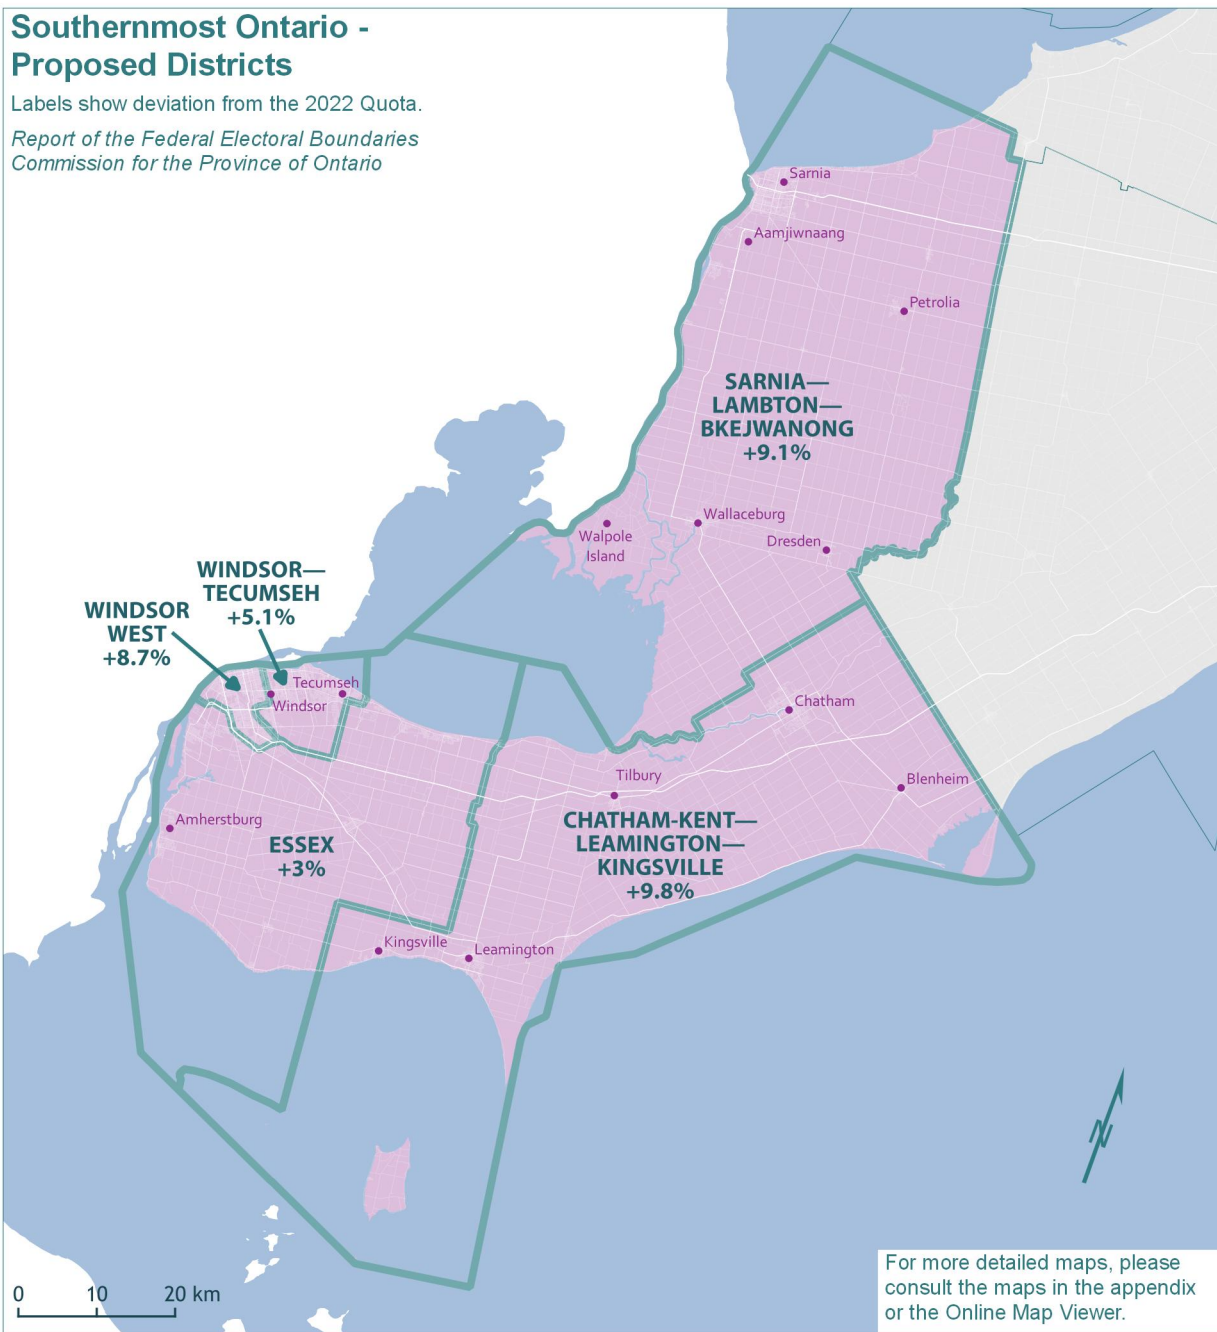 Southernmost Ontario -
Proposed Districts
Labels show deviation from the 2022 Quota.
Report of the Federal Electoral Boundaries
Commission for the Province of Ontario
Sarnia
Aamjiwnaang
Petrolia
SARNIA—
LAMBTON—
BKEJWANONG
+9.1%
Wallaceburg
Walpole
Island
Dresden
WINDSOR—
TECUMSEH
+5.1%
WINDSOR
WEST
+8.7%
Tecumseh
Windsor
Chatham
Tilbury
Blenheim
Amherstburg
CHATHAM-KENT—
LEAMINGTON—
KINGSVILLE
+9.8%
ESSEX
+3%
Kingsville
Leamington
N
0 10 20 km
For more detailed maps, please
consult the maps in the appendix
or the Online Map Viewer.